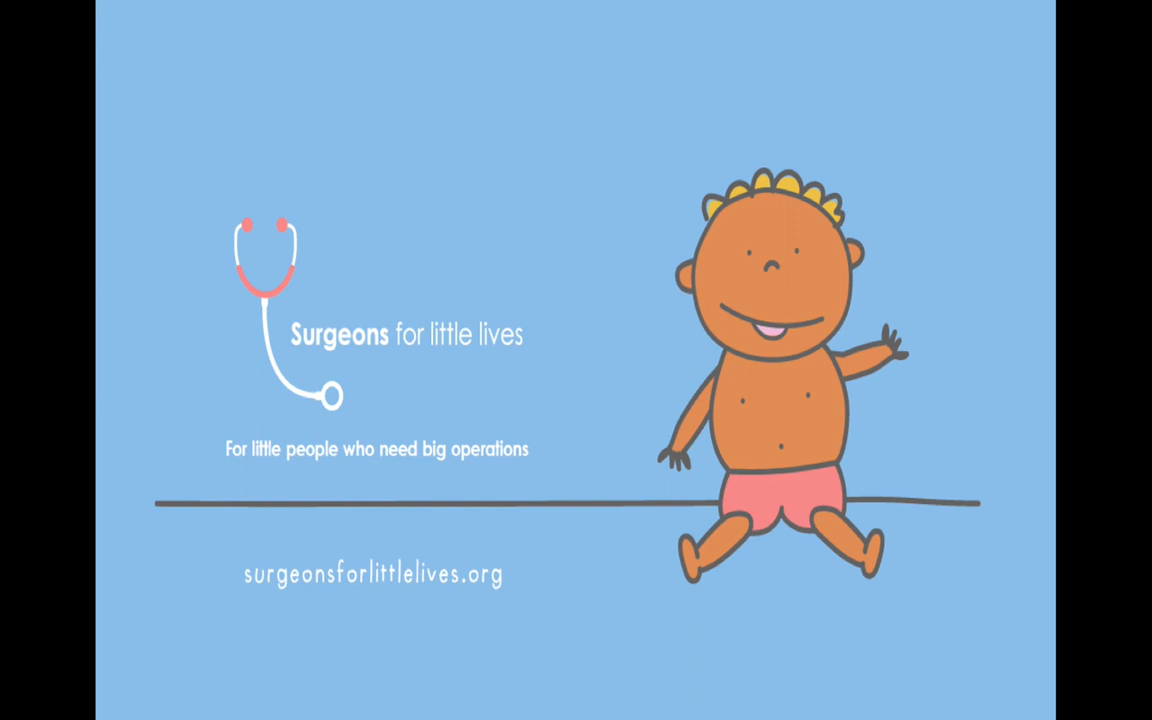 Surgeons for little lives
For little people who need big operations
surgeonsforlittlelives.org